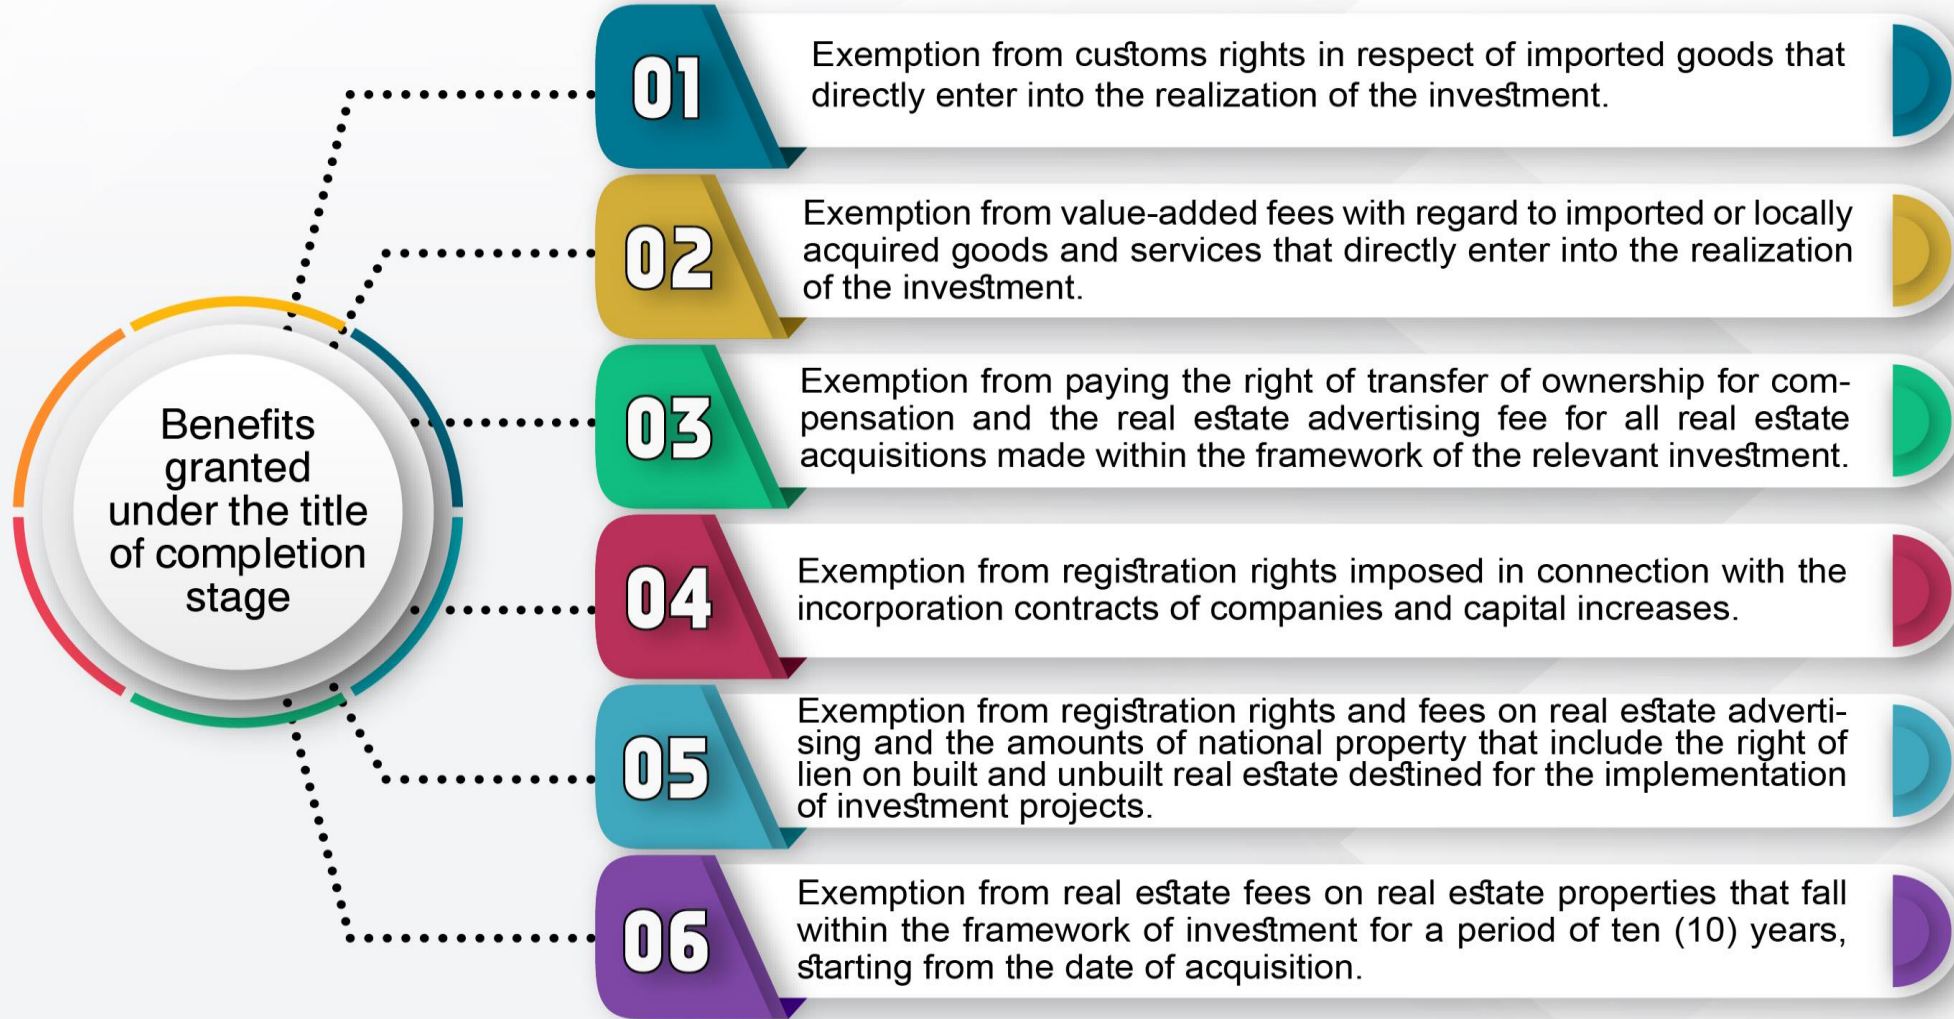 Benefits
granted
under the title
of completion
stage
01
Exemption from customs rights in respect of imported goods that
directly enter into the realization of the investment.
02
Exemption from value-added fees with regard to imported or locally
acquired goods and services that directly enter into the realization
of the investment.
03
Exemption from paying the right of transfer of ownership for com-
pensation and the real estate advertising fee for all real estate
acquisitions made within the framework of the relevant investment.
04
Exemption from registration rights imposed in connection with the
incorporation contracts of companies and capital increases.
05
Exemption from registration rights and fees on real estate adverti-
sing and the amounts of national property that include the right of
lien on built and unbuilt real estate destined for the implementation
of investment projects.
06
Exemption from real estate fees on real estate properties that fall
within the framework of investment for a period of ten (10) years,
starting from the date of acquisition.